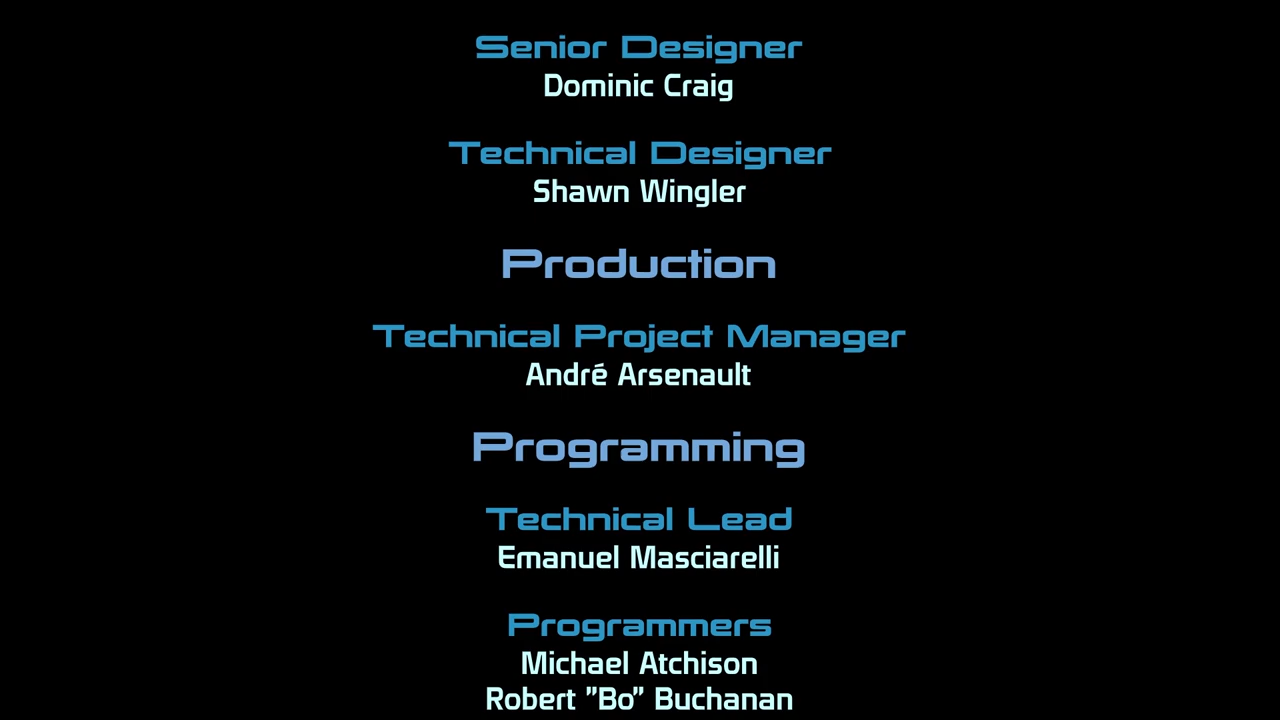 Senior Designer
Dominic Craig
Technical Designer
Shawn Wingler
Production
Technical Project Manager
André Arsenault
Programming
Technical Lead
Emanuel Masciarelli
Programmers
Michael Atchison
Robert "Bo" Buchanan